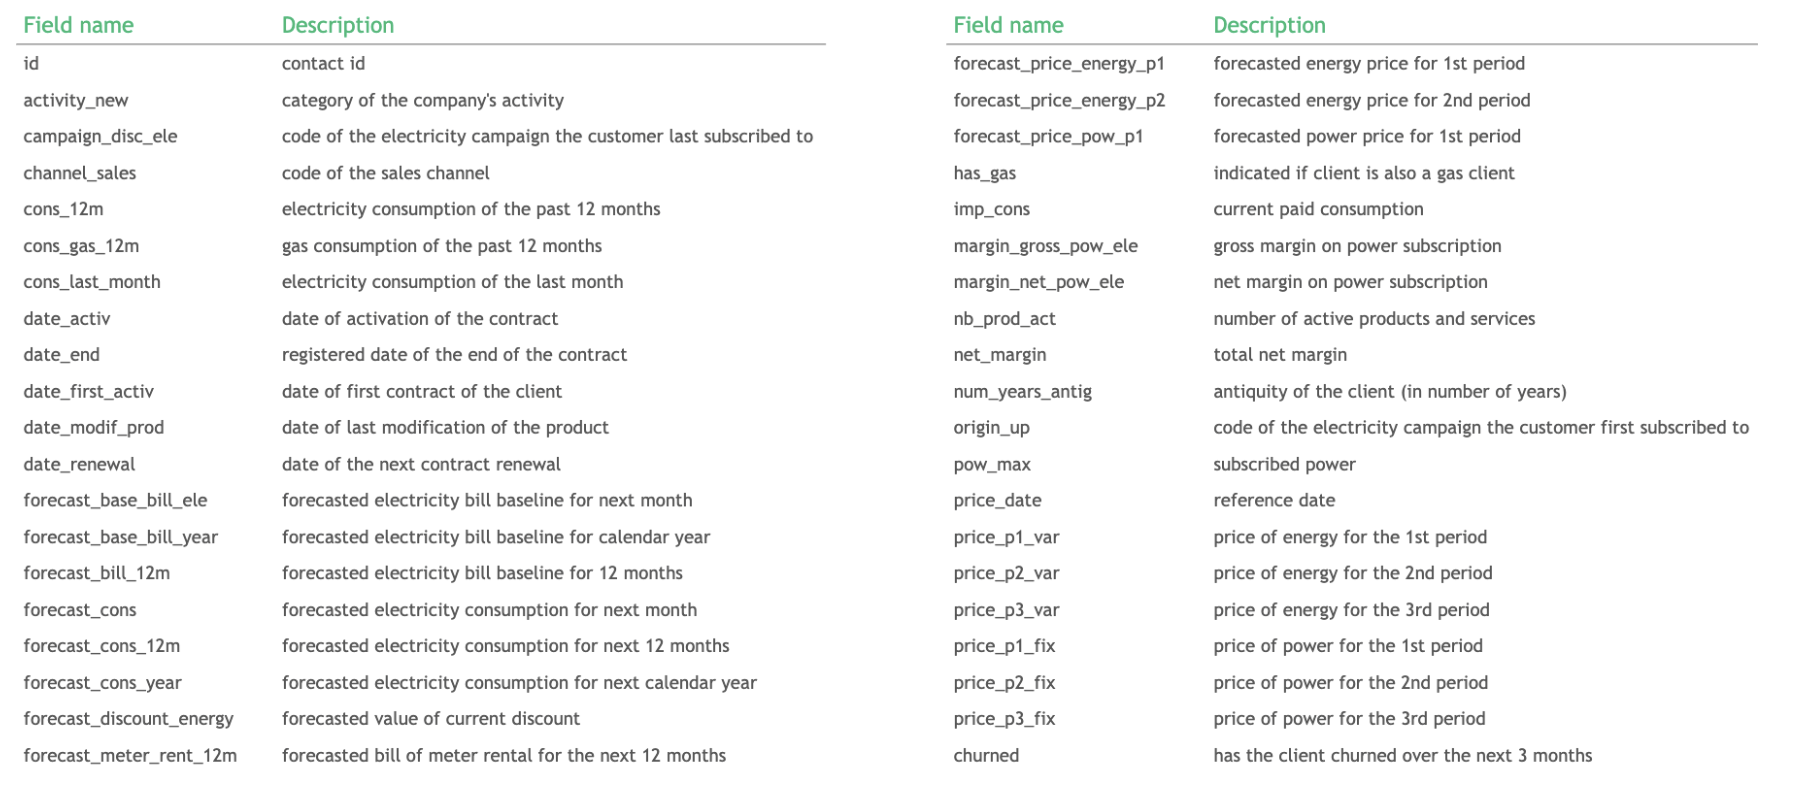 Field name Description
id contact id
activity_new category of the company's activity
campaign_disc_ele code of the electricity campaign the customer last subscribed to
channel_sales code of the sales channel
cons_12m electricity consumption of the past 12 months
cons_gas_12m gas consumption of the past 12 months
cons_last_month electricity consumption of the last month
date_activ date of activation of the contract
date_end registered date of the end of the contract
date_first_activ date of first contract of the client
date_modif_prod date of last modification of the product
date_renewal date of the next contract renewal
forecast_base_bill_ele forecasted electricity bill baseline for next month
forecast_base_bill_year forecasted electricity bill baseline for calendar year
forecast_bill_12m forecasted electricity bill baseline for 12 months
forecast_cons forecasted electricity consumption for next month
forecast_cons_12m forecasted electricity consumption for next 12 months
forecast_cons_year forecasted electricity consumption for next calendar year
forecast_discount_energy forecasted value of current discount
forecast_meter_rent_12m forecasted bill of meter rental for the next 12 months
Field name Description
forecast_price_energy_p1 forecasted energy price for 1st period
forecast_price_energy_p2 forecasted energy price for 2nd period
forecast_price_pow_p1 forecasted power price for 1st period
has_gas indicated if client is also a gas client
imp_cons current paid consumption
margin_gross_pow_ele gross margin on power subscription
margin_net_pow_ele net margin on power subscription
nb_prod_act number of active products and services
net_margin total net margin
num_years_antig antiquity of the client (in number of years)
origin_up code of the electricity campaign the customer first subscribed to
pow_max subscribed power
price_date reference date
price_p1_var price of energy for the 1st period
price_p2_var price of energy for the 2nd period
price_p3_var price of energy for the 3rd period
price_p1_fix price of power for the 1st period
price_p2_fix price of power for the 2nd period
price_p3_fix price of power for the 3rd period
churned has the client churned over the next 3 months